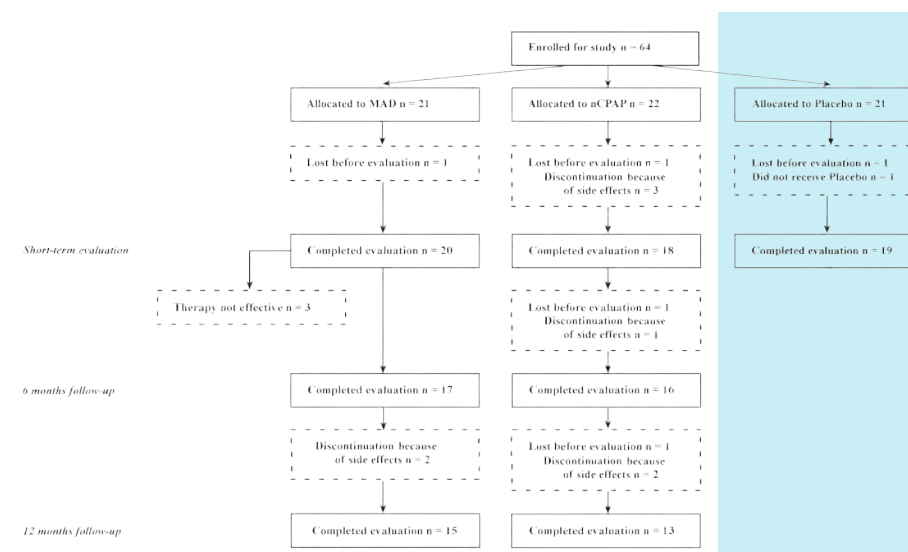 Enrolled for study n = 64
Allocated to MAD n = 21
Allocated to nCPAP n = 22
Allocated to Placebo n = 21
Lost before evaluation n = 1
Lost before evaluation n = 1
Discontinuation because
of side effects n = 3
Lost before evaluation n = 1
Did not receive Placebo n = 1
Short-term evaluation
Completed evaluation n = 20
Completed evaluation n = 18
Completed evaluation n = 19
Therapy not effective n = 3
Lost before evaluation n = 1
Discontinuation because
of side effects n = 1
6 months follow-up
Completed evaluation n = 17
Completed evaluation n = 16
Discontinuation because
of side effects n = 2
Lost before evaluation n = 1
Discontinuation because
of side effects n = 2
12 months follow-up
Completed evaluation n = 15
Completed evaluation n = 13